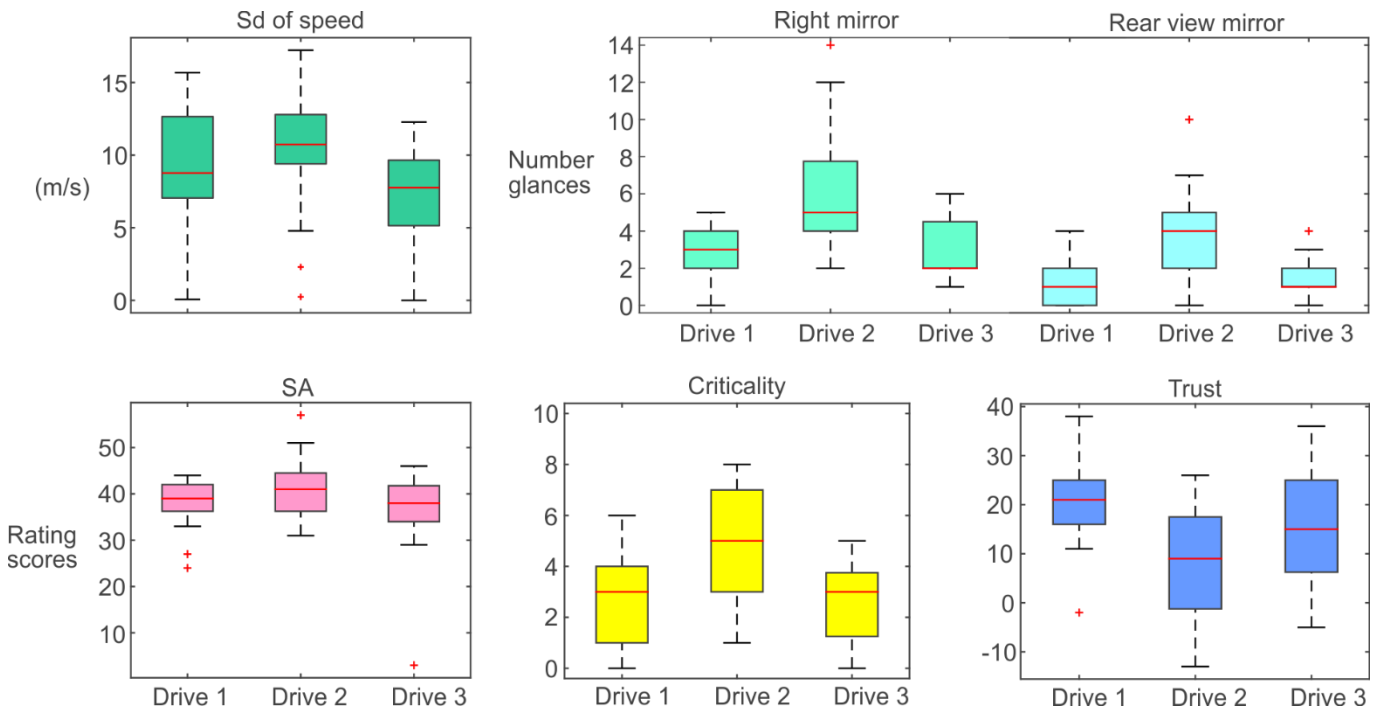 Sd of speed
(m/s)
15
10
5
0
Right mirror
Rear view mirror
Number
glances
14
12
10
8
6
4
2
0
Drive 1
Drive 2
Drive 3
Drive 1
Drive 2
Drive 3
SA
Rating
scores
50
40
30
20
10
Drive 1
Drive 2
Drive 3
Criticality
10
8
6
4
2
0
Drive 1
Drive 2
Drive 3
Trust
40
30
20
10
0
-10
Drive 1
Drive 2
Drive 3